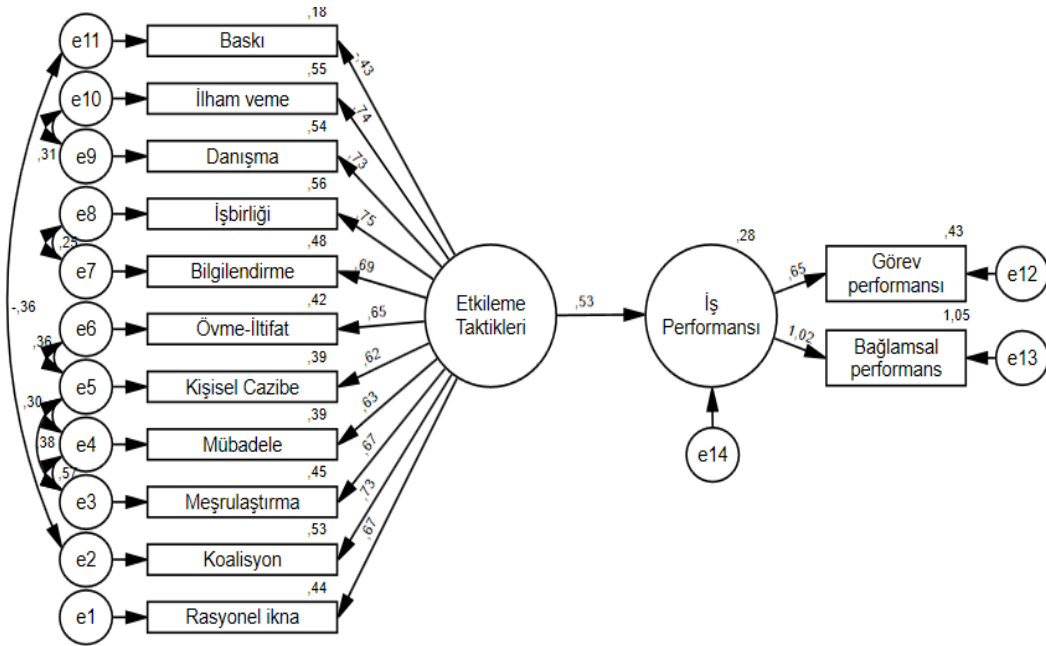 ,18
e11
Baskı
-,43
,55
e10
İlham veme
,74
,31
,54
e9
Danışma
,73
,56
e8
İşbirliği
,75
,25
,48
e7
Bilgilendirme
,69
-,36
,42
e6
Övme-İltifat
,65
,36
,39
e5
Kişisel Cazibe
,62
,30
,39
e4
Mübadele
,63
38
,57
,45
e3
Meşrulaştırma
,67
,53
e2
Koalisyon
,73
,44
e1
Rasyonel ikna
,67
Etkileme
Taktikleri
,53
,28
İş
Performansı
e14
,65
,43
Görev
performansı
e12
1,02
1,05
Bağlamsal
performans
e13